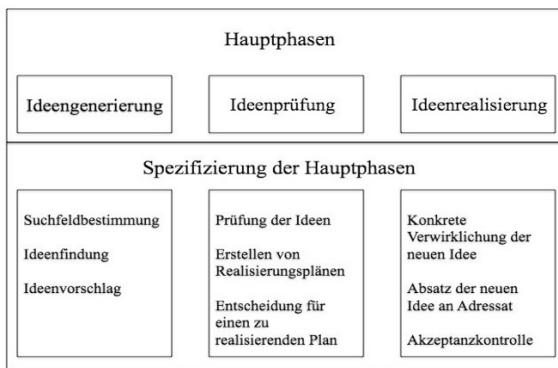 Hauptphasen
Ideengenerierung
Ideenprüfung
Ideenrealisierung
Spezifizierung der Hauptphasen
Suchfeldbestimmung
Ideenfindung
Ideenvorschlag
Prüfung der Ideen
Erstellen von
Realisierungsplänen
Entscheidung für
einen zu
realisierenden Plan
Konkrete
Verwirklichung der
neuen Idee
Absatz der neuen
Idee an Adressat
Akzeptanzkontrolle